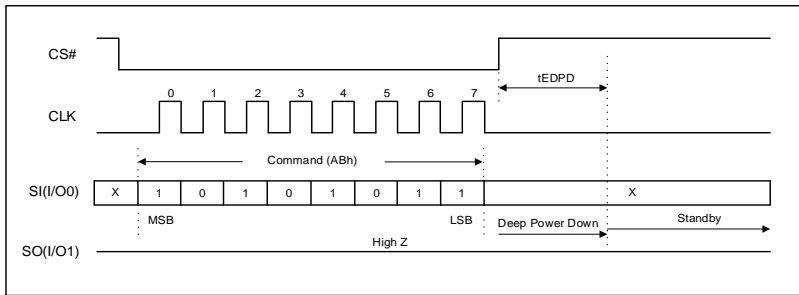 CS#
tEDPD
0 1 2 3 4 5 6 7
CLK
Command (ABh)
SI(I/O0) X 1 0 1 0 1 0 1 1 X
MSB LSB Deep Power Down Standby
High Z
SO(I/O1)